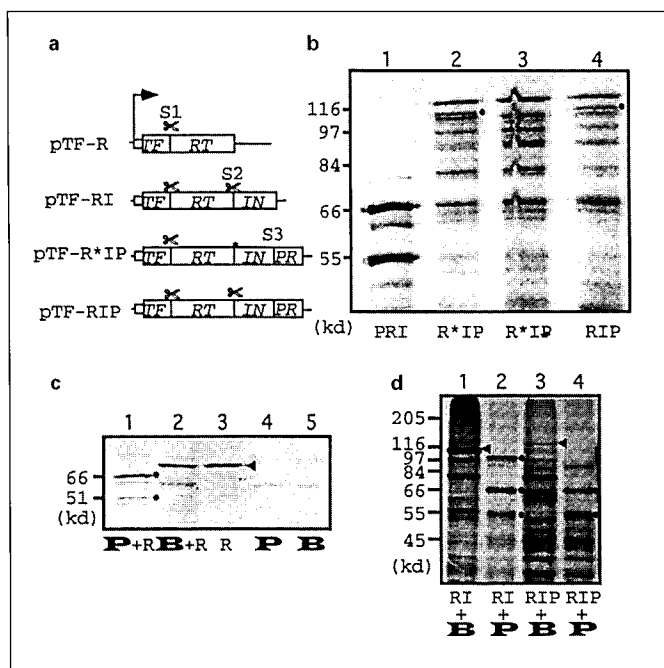 a
S1
pTF-R
TF RT
S2
pTF-RI
TF RT IN
S3
pTF-R*IP
TF RT IN PR
pTF-RIP
TF RT IN PR
b
1 2 3 4
116
97
84
66
55
(kd)
PRI R*IP R*IP RIP
c
1 2 3 4 5
66
51
(kd)
P+R B+R R P B
d
1 2 3 4
205
116
97
84
66
55
45
(kd)
RI RI RIP RIP
+ + + +
B P B P